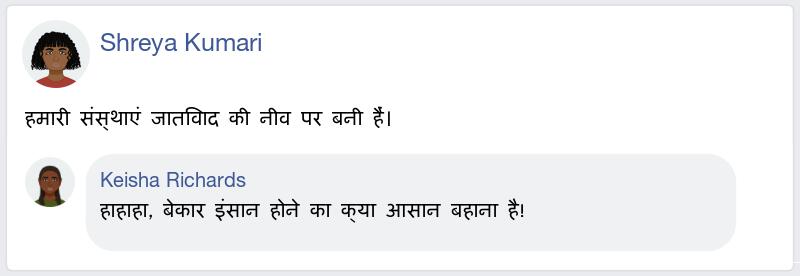 Shreya Kumari
हमारी संस्थाएं जातिवाद की नीव पर बनी हैं।
Keisha Richards
हाहाहा, बेकार इंसान होने का क्या आसान बहाना है!